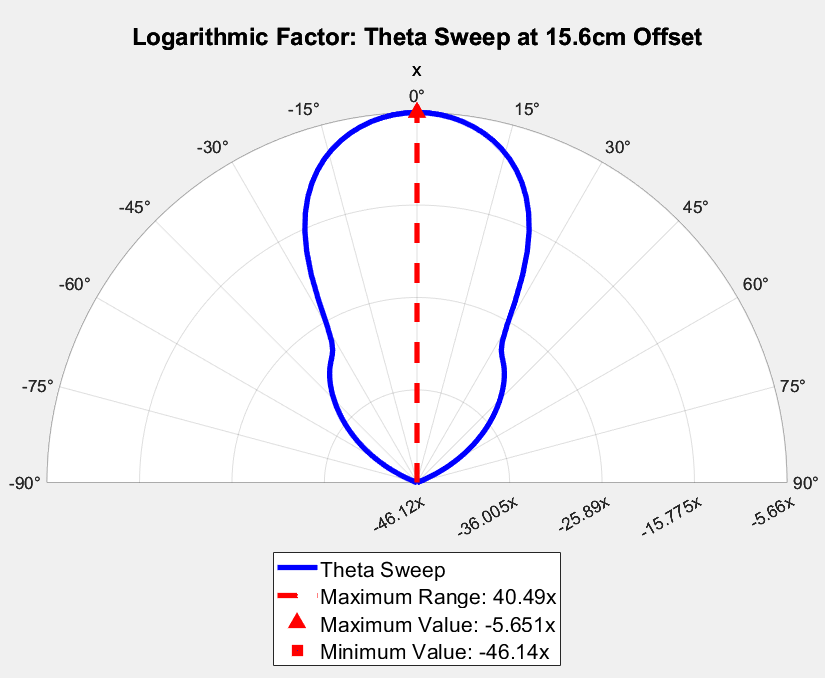 Logarithmic Factor: Theta Sweep at 15.6cm Offset
x
0°
-15° 15°
-30° 30°
-45° 45°
-60° 60°
-75° 75°
-90° 90°
-46.12x -36.005x -25.89x -15.775x -5.66x
Theta Sweep
Maximum Range: 40.49x
Maximum Value: -5.651x
Minimum Value: -46.14x